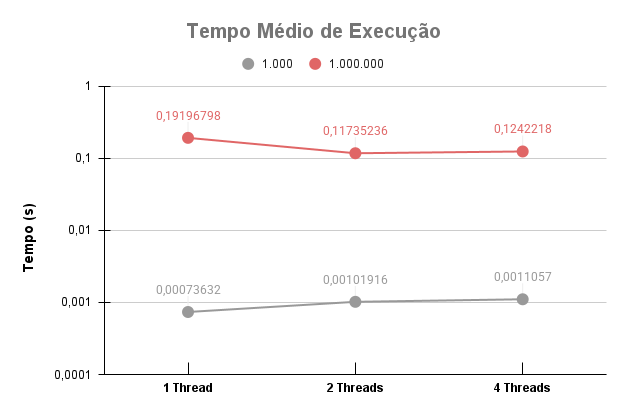 Tempo Médio de Execução
1.000 1.000.000
Tempo (s)
1
0,1
0,01
0,001
0,0001
0,19196798
0,11735236
0,1242218
0,00073632
0,00101916
0,0011057
1 Thread
2 Threads
4 Threads